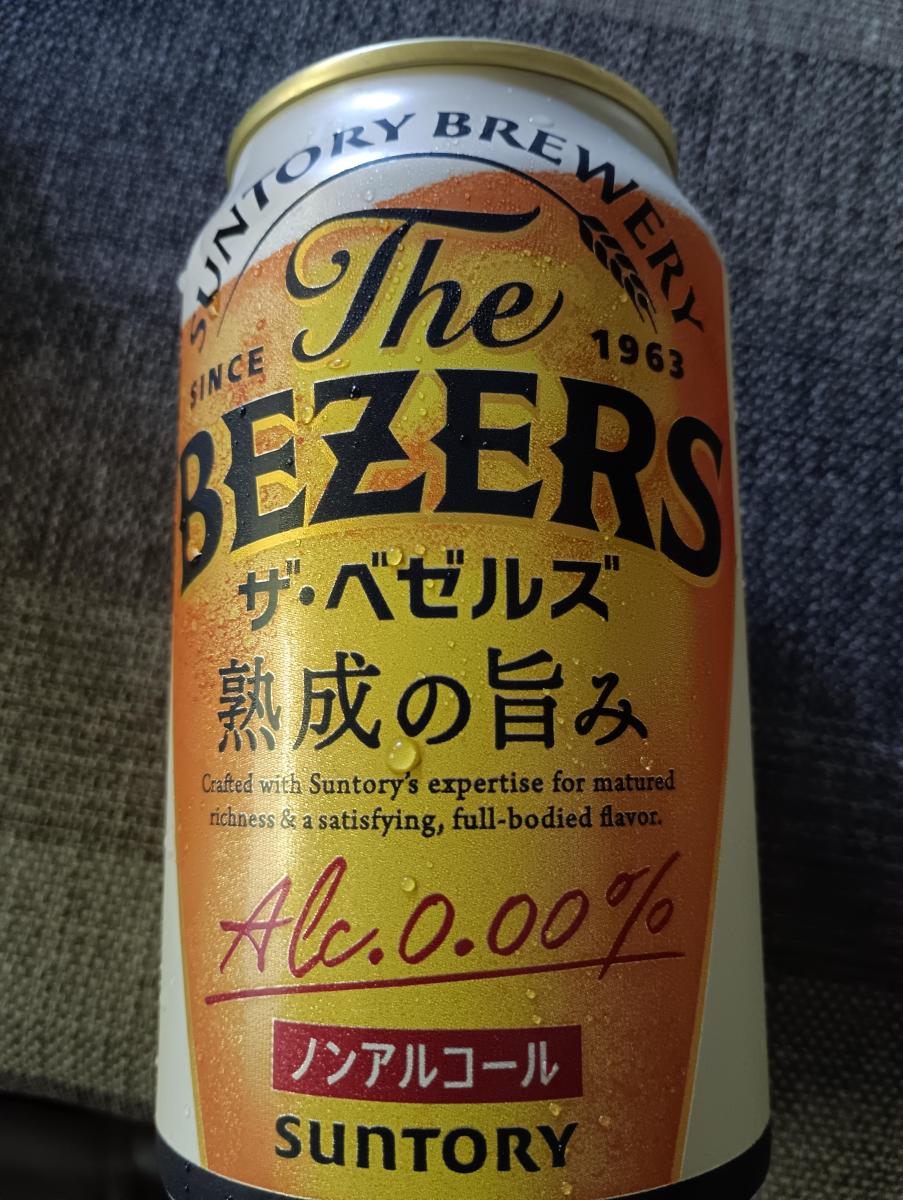 SUNTORY BREWERY
The
SINCE 1963
BEZERS
ザ・ベゼルズ
熟成の旨み
Crafted with Suntory's expertise for matured
richness & a satisfying, full-bodied flavor.
Alc.0.00%
ノンアルコール
SUNTORY